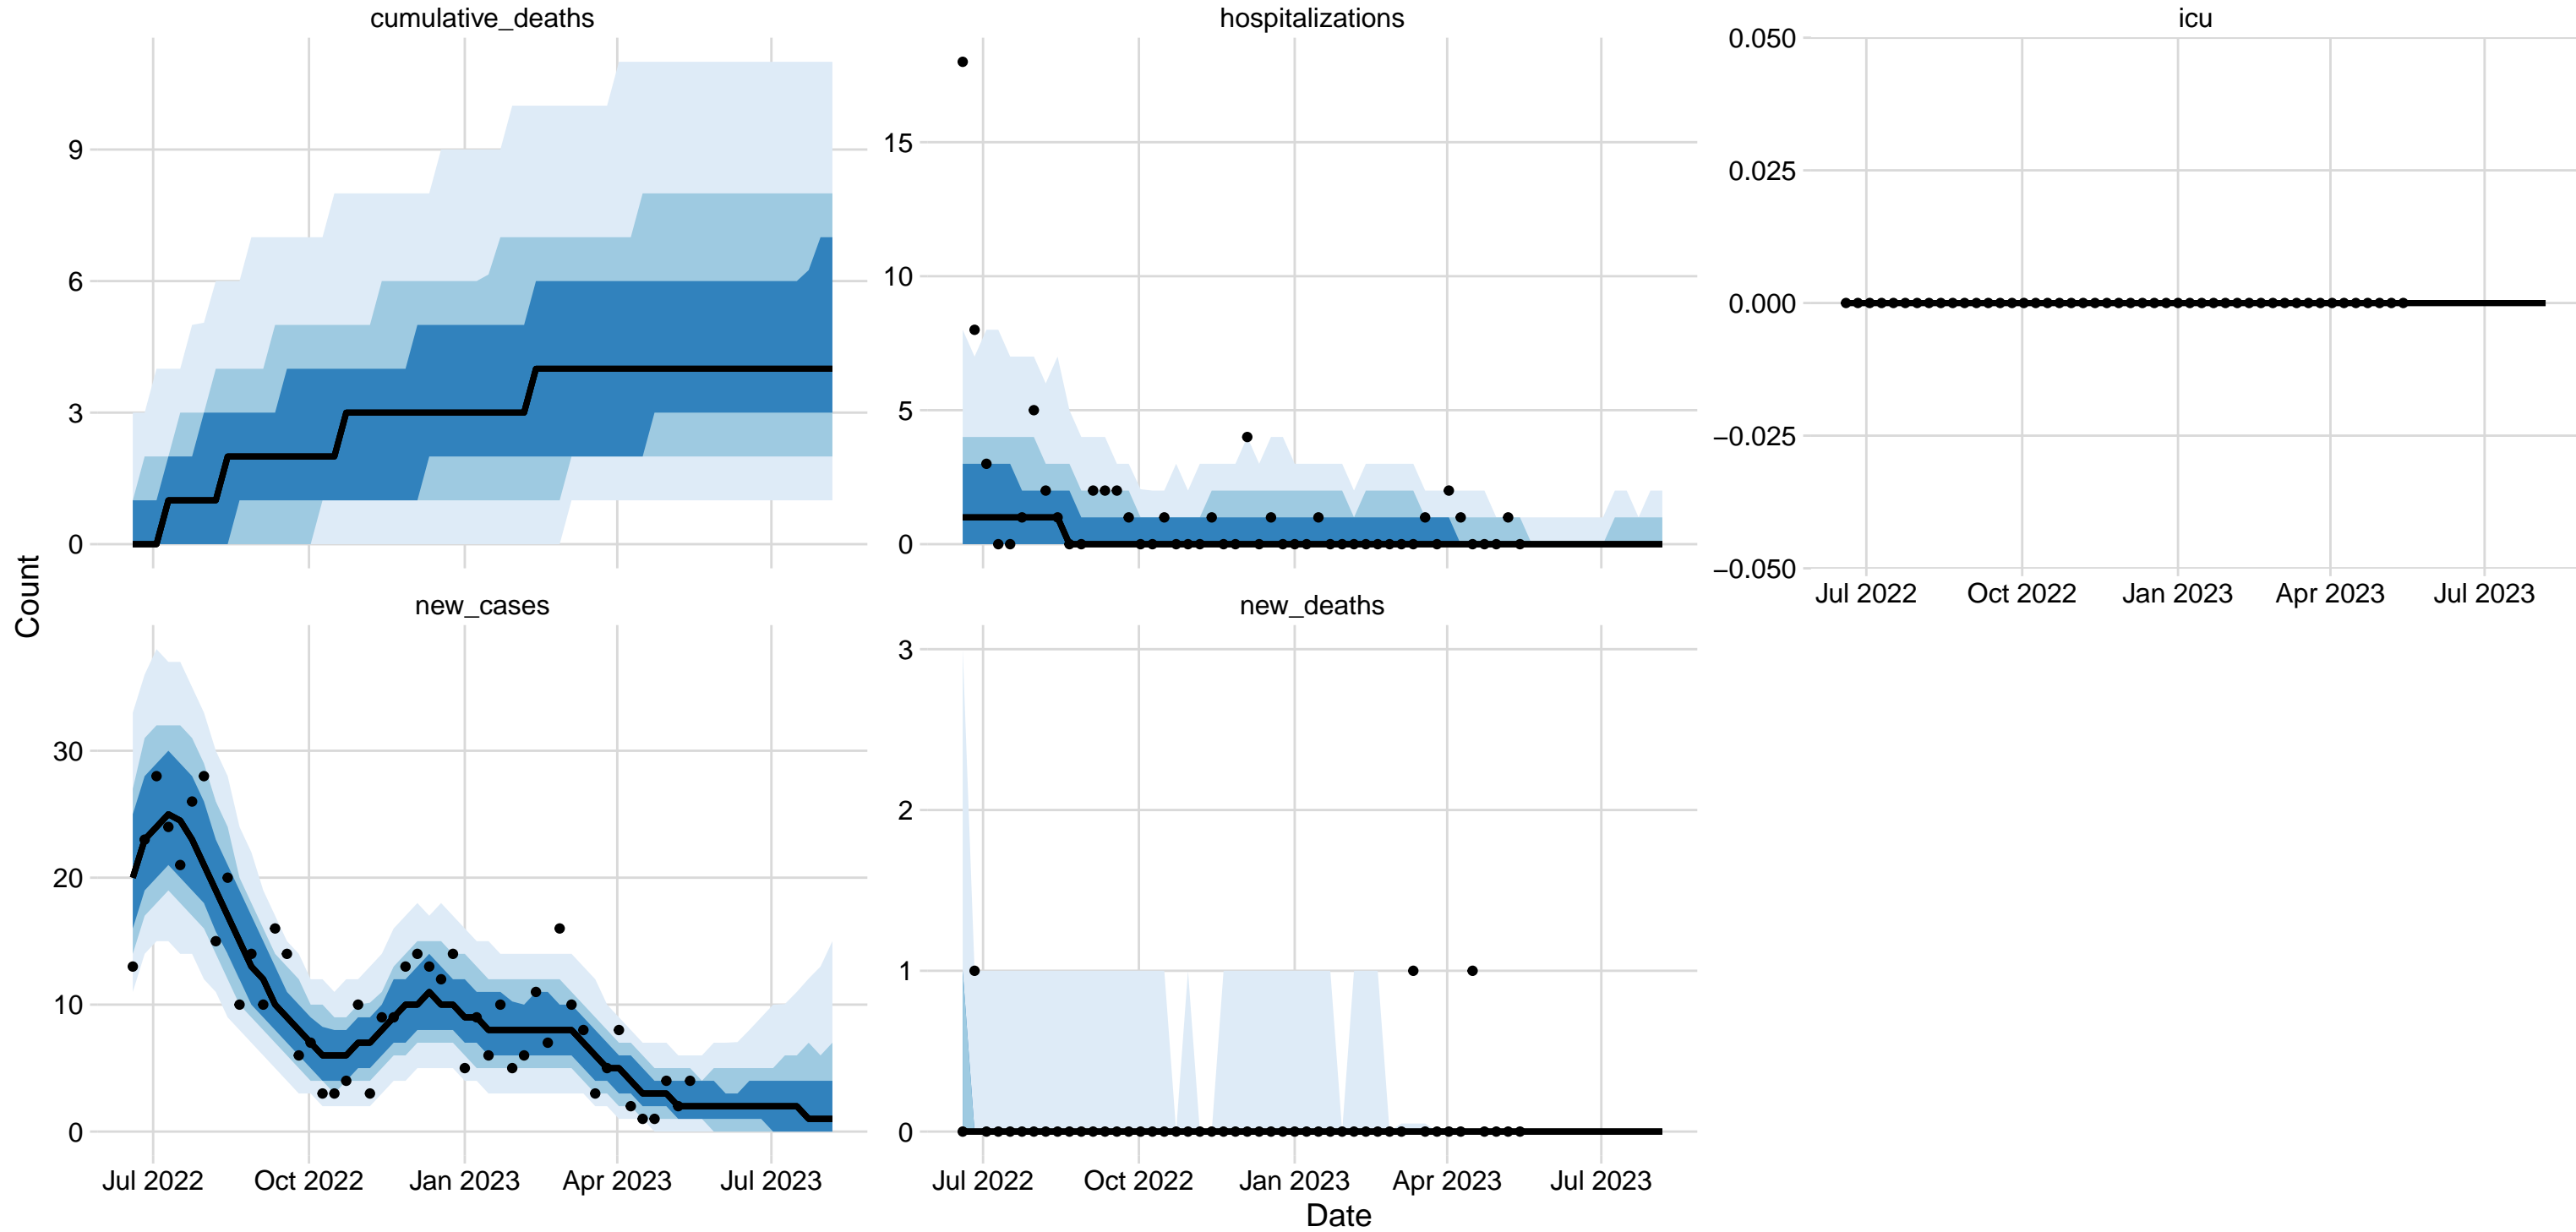 cumulative_deaths
hospitalizations
icu
9
6
3
0
15
10
5
0
0.050
0.025
0.000
−0.025
−0.050
Jul 2022 Oct 2022 Jan 2023 Apr 2023 Jul 2023
Count
new_cases
new_deaths
30
20
10
0
3
2
1
0
Jul 2022 Oct 2022 Jan 2023 Apr 2023 Jul 2023
Jul 2022 Oct 2022 Jan 2023 Apr 2023 Jul 2023
Date